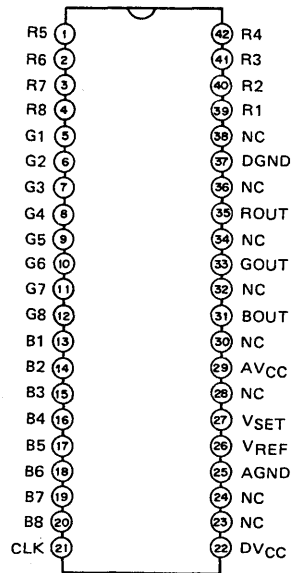 R5 1 42 R4
R6 2 41 R3
R7 3 40 R2
R8 4 39 R1
G1 5 38 NC
G2 6 37 DGND
G3 7 36 NC
G4 8 35 ROUT
G5 9 34 NC
G6 10 33 GOUT
G7 11 32 NC
G8 12 31 BOUT
B1 13 30 NC
B2 14 29 AVCC
B3 15 28 NC
B4 16 27 VSET
B5 17 26 VREF
B6 18 25 AGND
B7 19 24 NC
B8 20 23 NC
CLK 21 22 DVCC